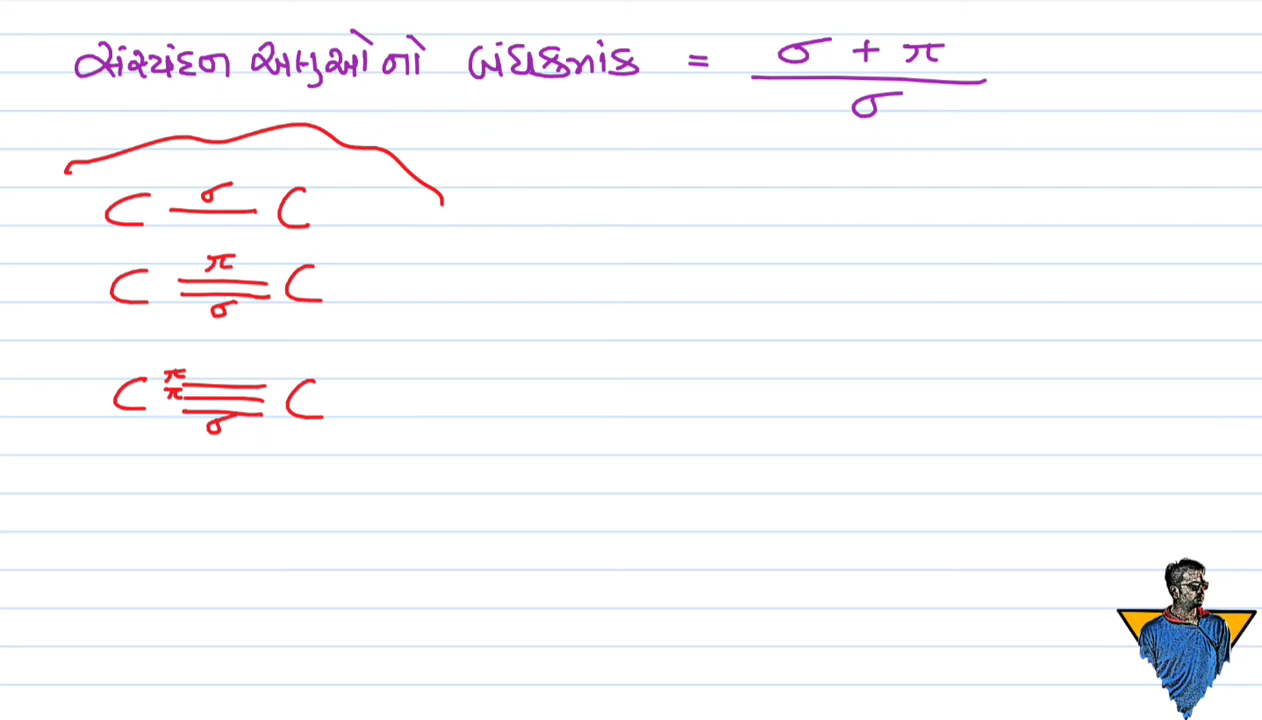 સંસ્પંદન અણુઓનો બંધક્રમાંક = σ + π / σ
C —σ— C
π
C = C
σ
π
π
C ≡ C
σ